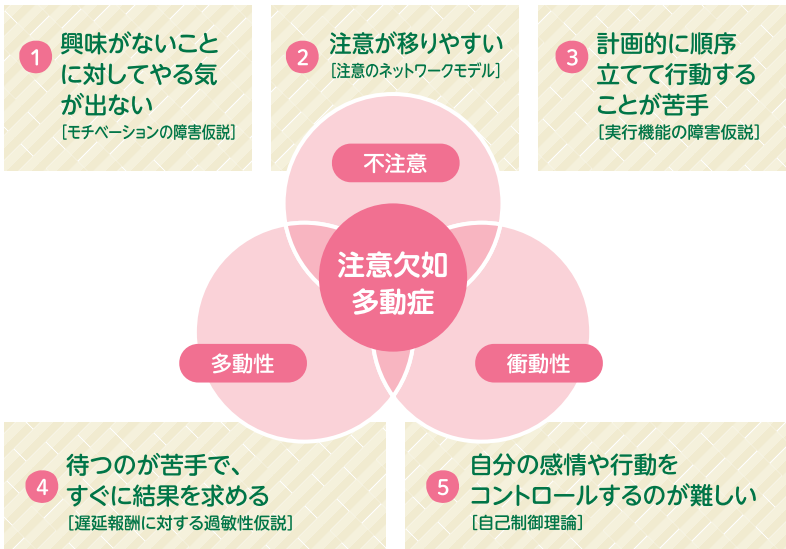 1
興味がないこと
に対してやる気
が出ない
[モチベーションの障害仮説]
2
注意が移りやすい
[注意のネットワークモデル]
3
計画的に順序
立てて行動する
ことが苦手
[実行機能の障害仮説]
不注意
注意欠如
多動症
多動性
衝動性
4
待つのが苦手で、
すぐに結果を求める
[遅延報酬に対する過敏性仮説]
5
自分の感情や行動を
コントロールするのが難しい
[自己制御理論]